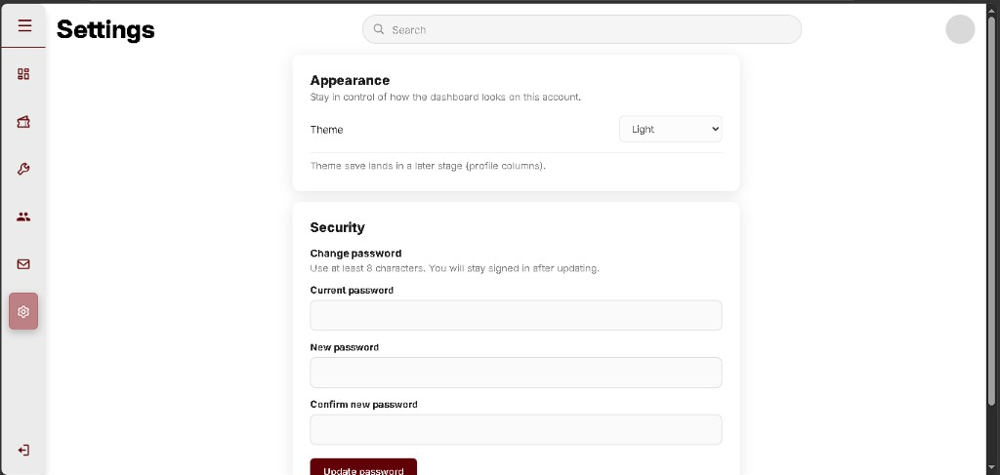 Settings
Search
Appearance
Stay in control of how the dashboard looks on this account.
Theme
Light
Theme save lands in a later stage (profile columns).
Security
Change password
Use at least 8 characters. You will stay signed in after updating.
Current password
New password
Confirm new password
Update password